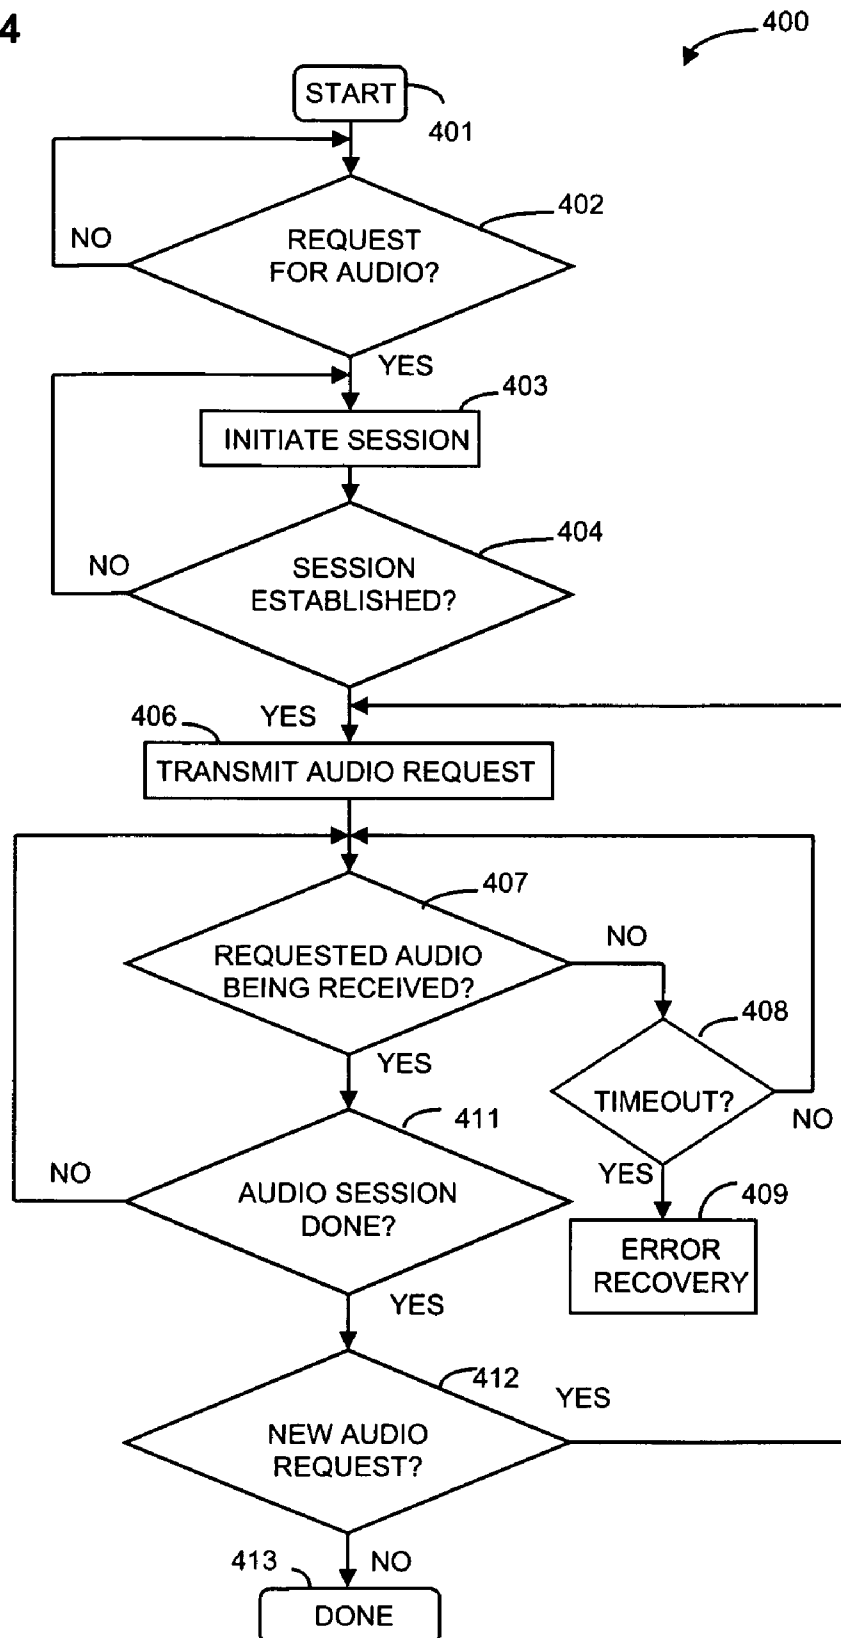 4
400
START
401
402
NO
REQUEST
FOR AUDIO?
YES
403
INITIATE SESSION
404
NO
SESSION
ESTABLISHED?
406
YES
TRANSMIT AUDIO REQUEST
407
REQUESTED AUDIO
BEING RECEIVED?
NO
408
YES
TIMEOUT?
NO
411
NO
AUDIO SESSION
DONE?
YES
409
ERROR
RECOVERY
YES
412
YES
NEW AUDIO
REQUEST?
413
NO
DONE